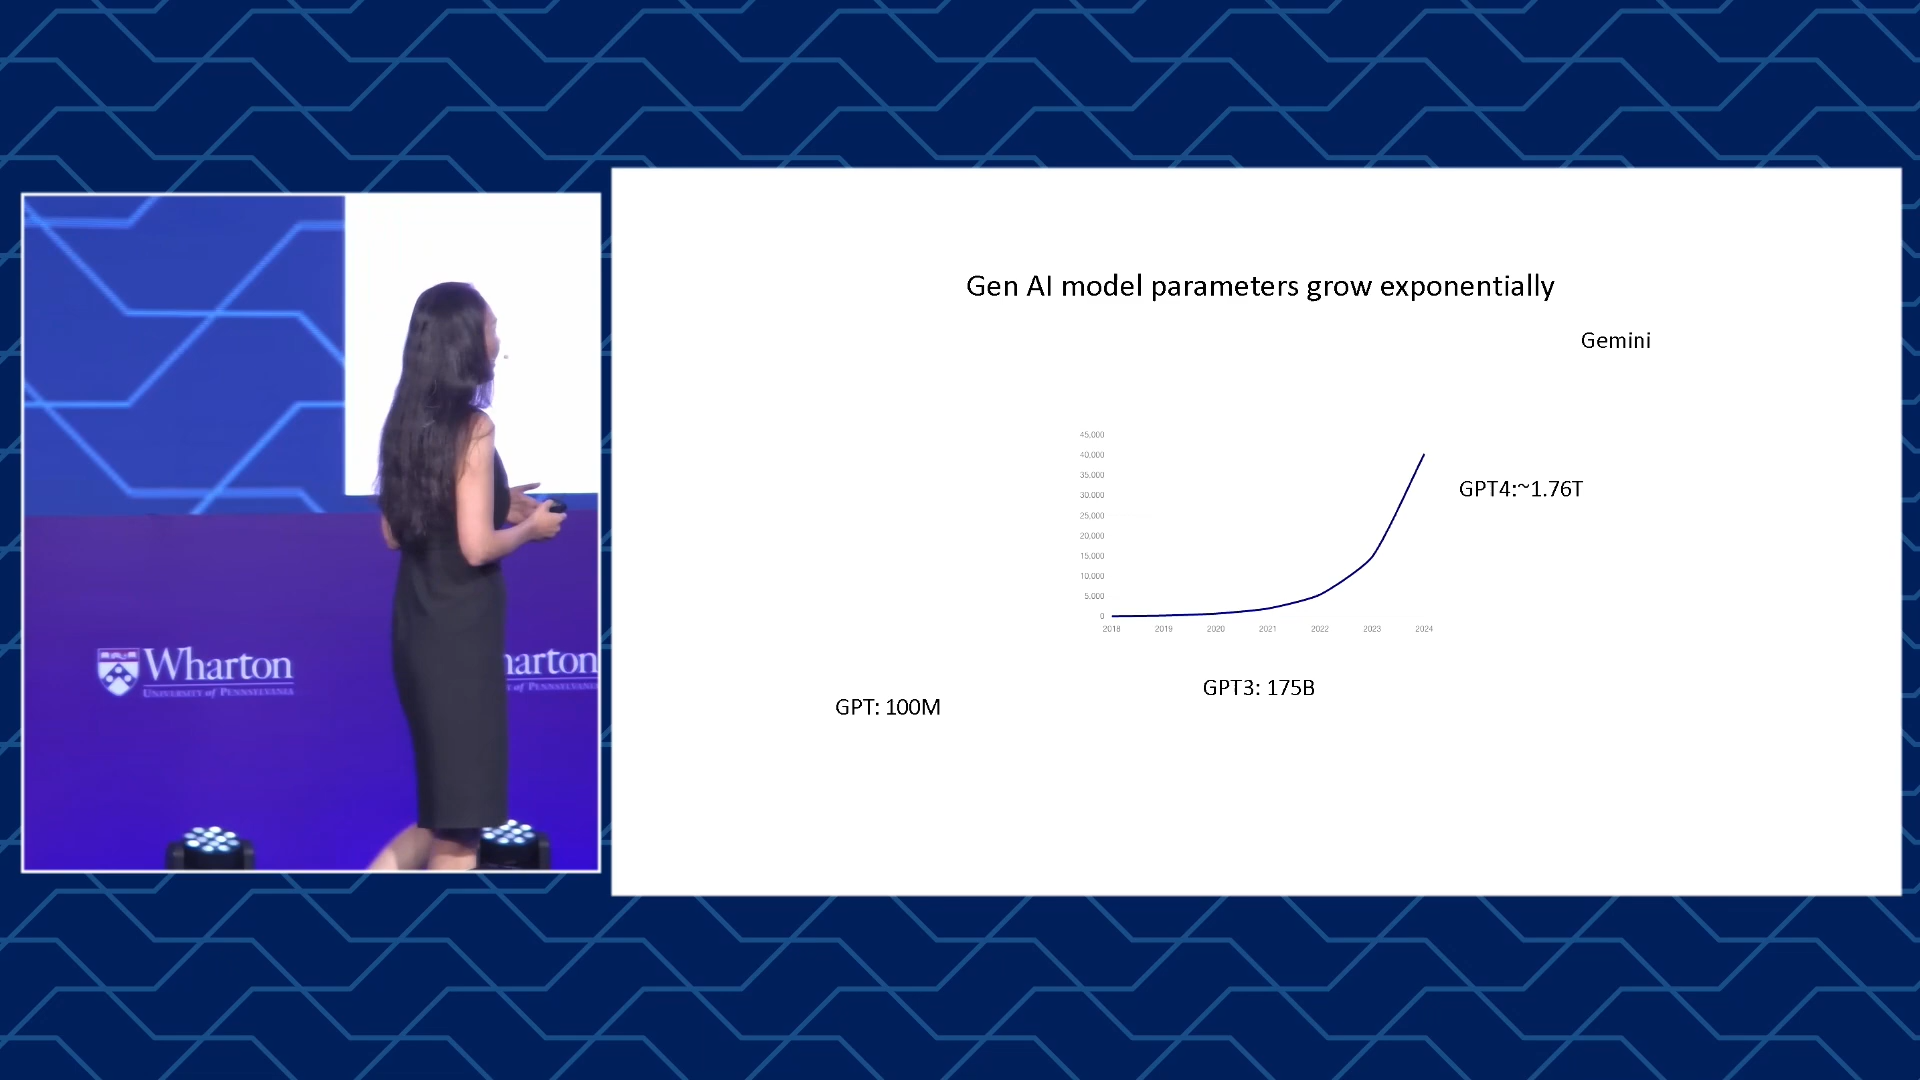 Gen AI model parameters grow exponentially
Gemini
45,000
40,000
35,000
30,000
25,000
20,000
15,000
10,000
5,000
0
2018 2019 2020 2021 2022 2023 2024
GPT4:~1.76T
GPT3: 175B
GPT: 100M
Wharton
UNIVERSITY of PENNSYLVANIA
harton
of PENNSYLVANIA